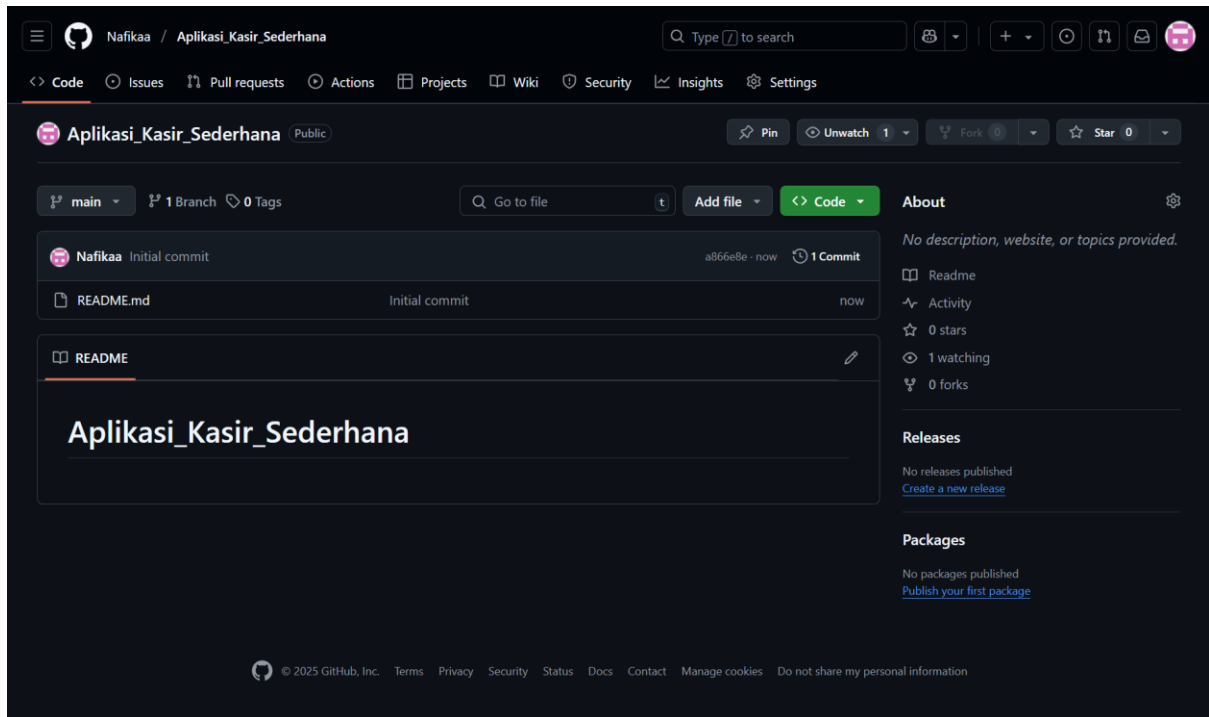 Nafikaa / Aplikasi_Kasir_Sederhana
Type / to search
Code Issues Pull requests Actions Projects Wiki Security Insights Settings
Aplikasi_Kasir_Sederhana Public
Pin Unwatch 1 Fork 0 Star 0
main 1 Branch 0 Tags
Go to file t Add file Code
Nafikaa Initial commit a866e8e · now 1 Commit
README.md Initial commit now
README
Aplikasi_Kasir_Sederhana
About
No description, website, or topics provided.
Readme
Activity
0 stars
1 watching
0 forks
Releases
No releases published
Create a new release
Packages
No packages published
Publish your first package
© 2025 GitHub, Inc. Terms Privacy Security Status Docs Contact Manage cookies Do not share my personal information